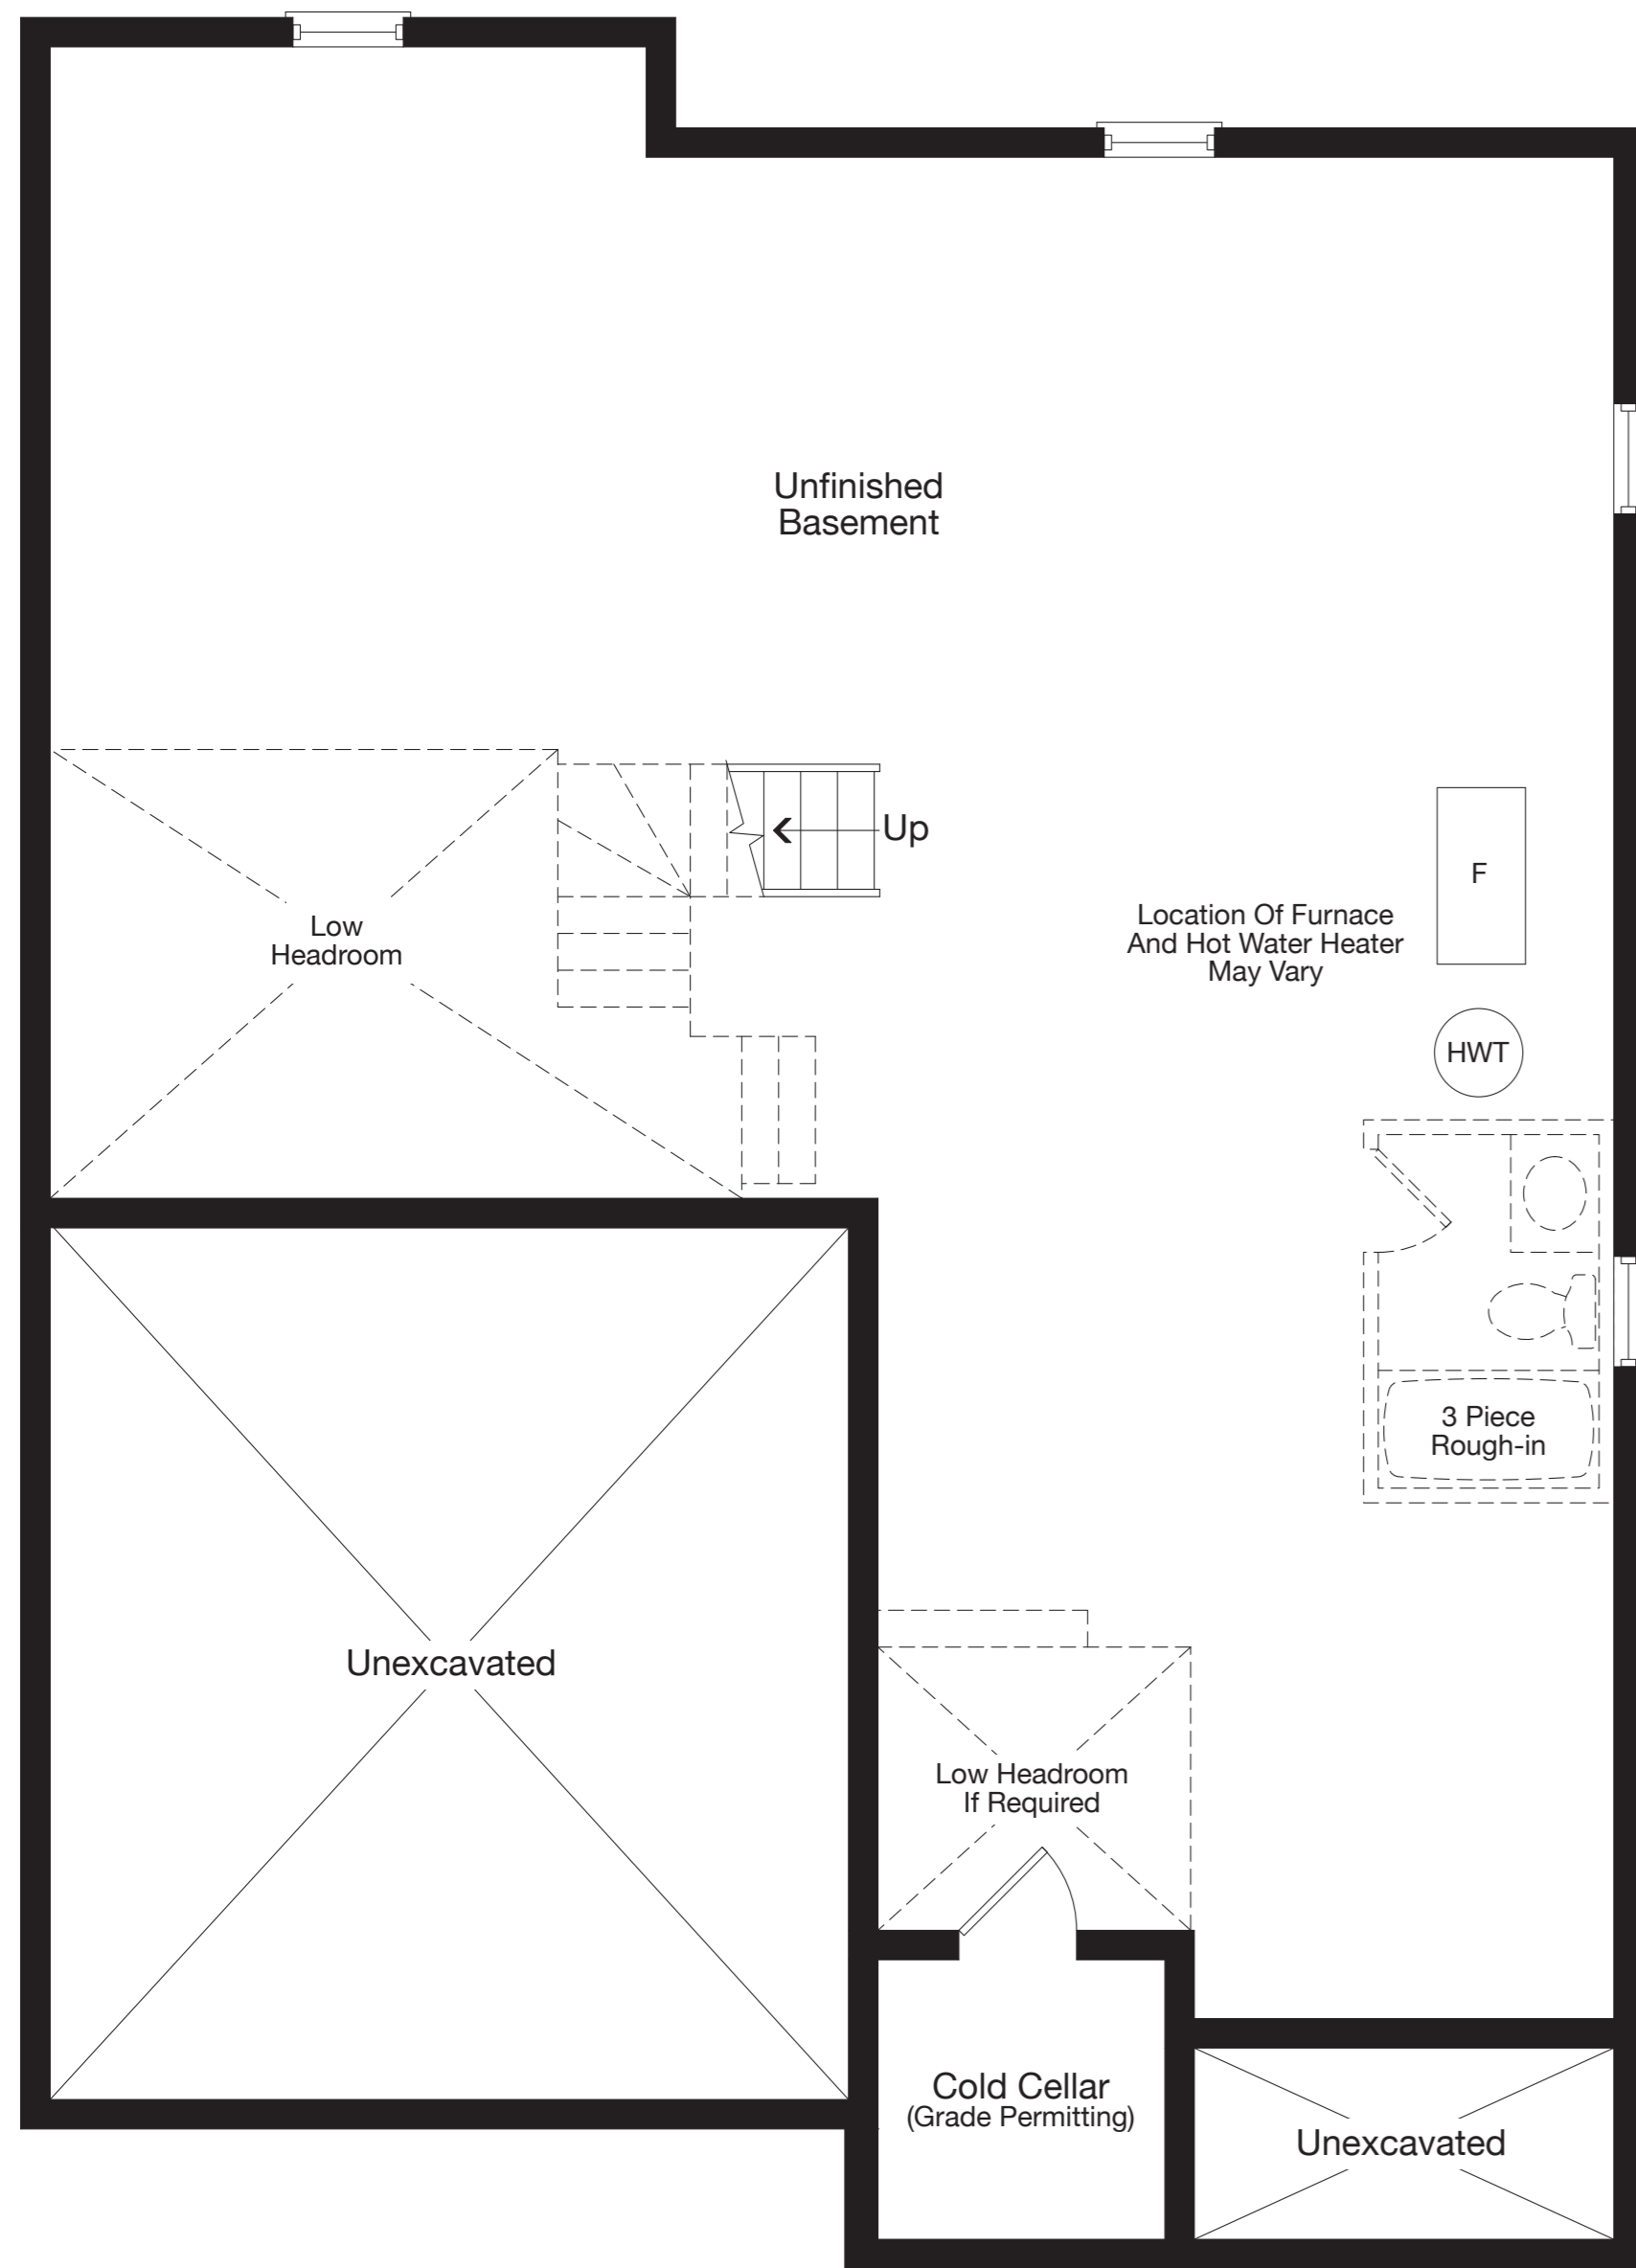 Unfinished
Basement
Up
F
Low
Headroom
Location Of Furnace
And Hot Water Heater
May Vary
HWT
3 Piece
Rough-in
Unexcavated
Low Headroom
If Required
Cold Cellar
(Grade Permitting)
Unexcavated